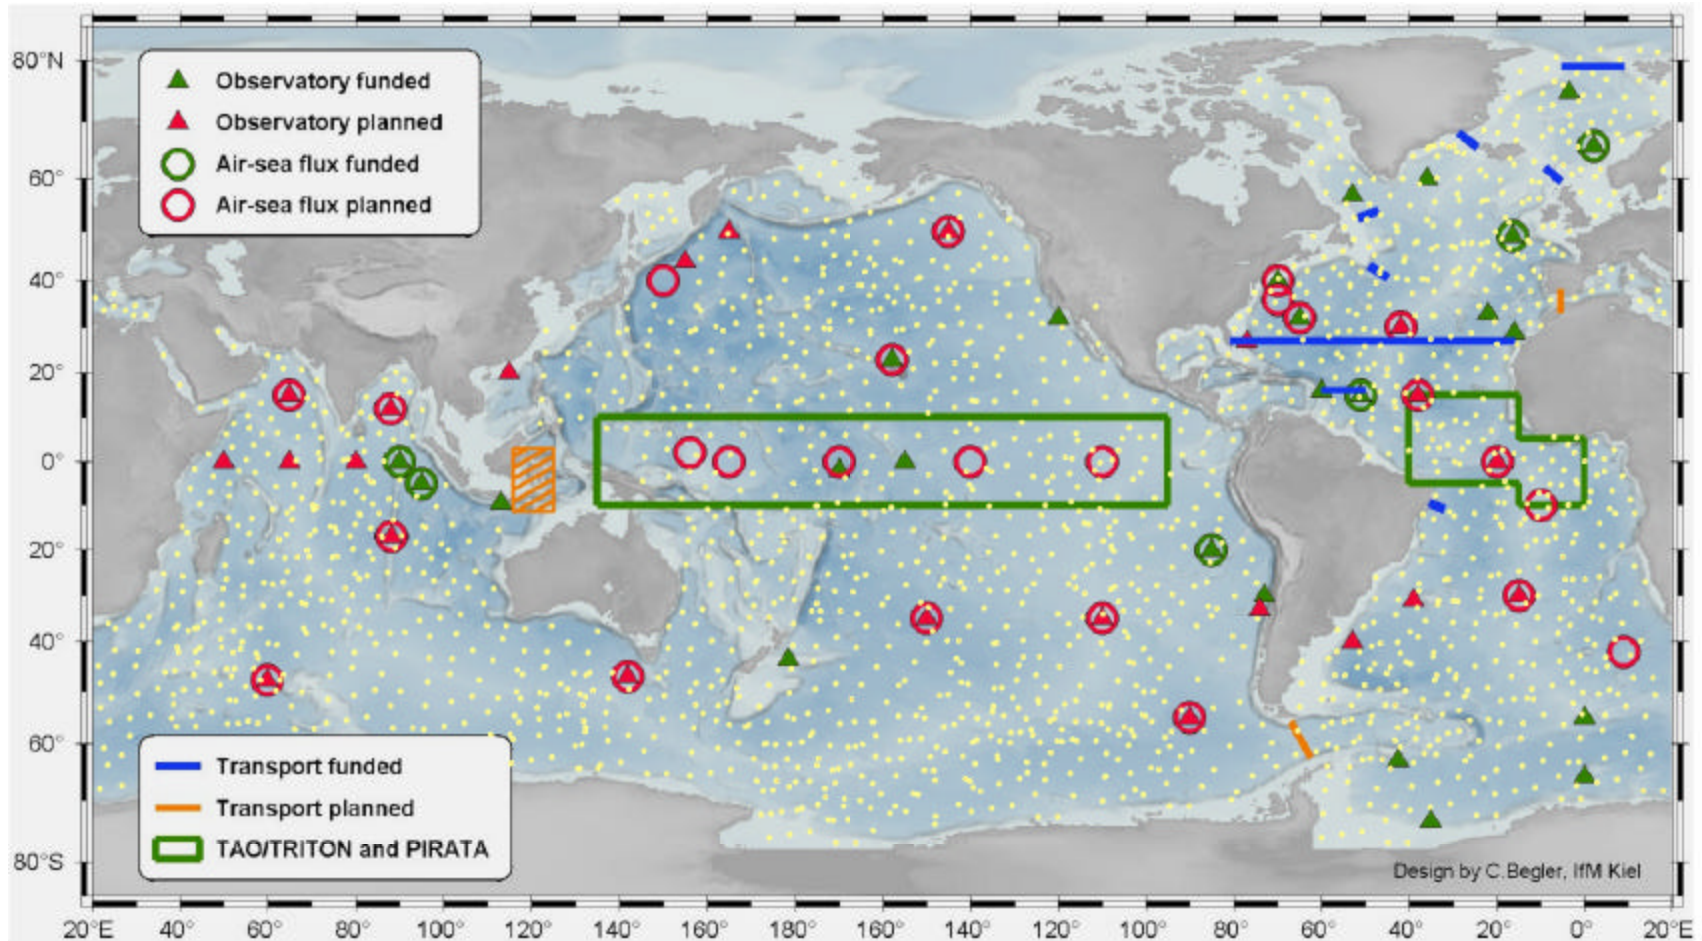 80°N
60°
40°
20°
0°
20°
40°
60°
80°S
Observatory funded
Observatory planned
Air-sea flux funded
Air-sea flux planned
Transport funded
Transport planned
TAO/TRITON and PIRATA
Design by C.Begler, IfM Kiel
20°E 40° 60° 80° 100° 120° 140° 160° 180° 160° 140° 120° 100° 80° 60° 40° 20° 0° 20°E